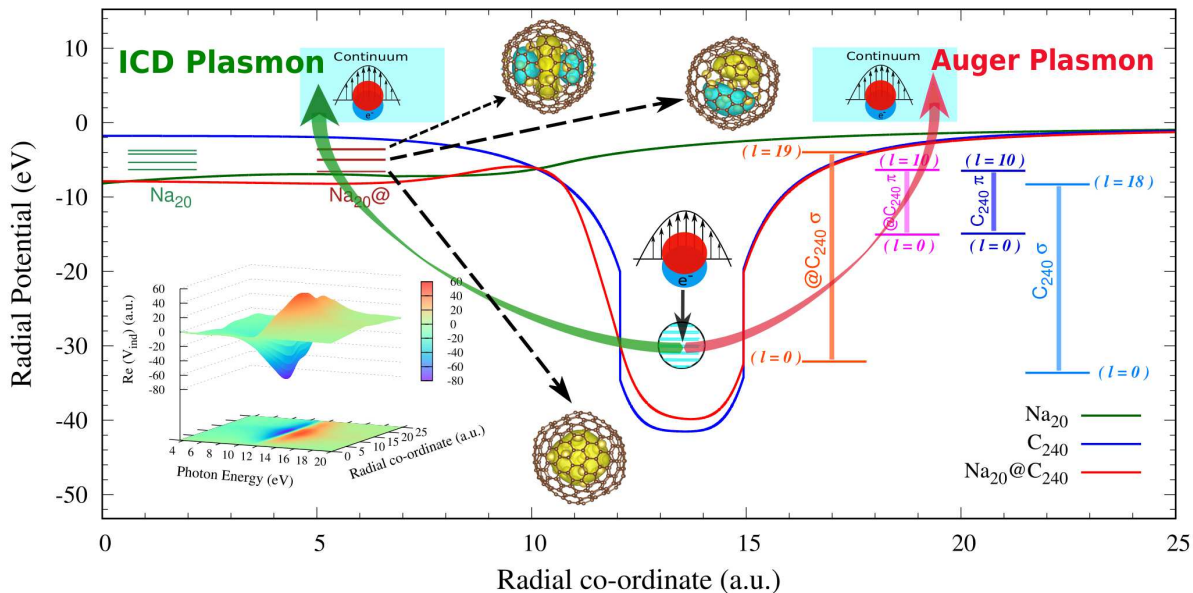 ICD Plasmon
Auger Plasmon
Continuum
e⁻
Continuum
e⁻
Radial Potential (eV)
10
0
-10
-20
-30
-40
-50
Na₂₀
Na₂₀@
e⁻
(l=19)
@C₂₄₀ σ
(l=0)
(l=10)
@C₂₄₀ π
(l=0)
(l=10)
C₂₄₀ π
(l=0)
(l=18)
C₂₄₀ σ
(l=0)
Re (Vᵢₙd) (a.u.)
60
40
20
0
-20
-40
-60
-80
60
40
20
0
-20
-40
-60
-80
4 6 8 10 12 14 16 18 20
Photon Energy (eV)
0 5 10 15 20 25
Radial co-ordinate (a.u.)
Na₂₀
C₂₄₀
Na₂₀@C₂₄₀
0 5 10 15 20 25
Radial co-ordinate (a.u.)